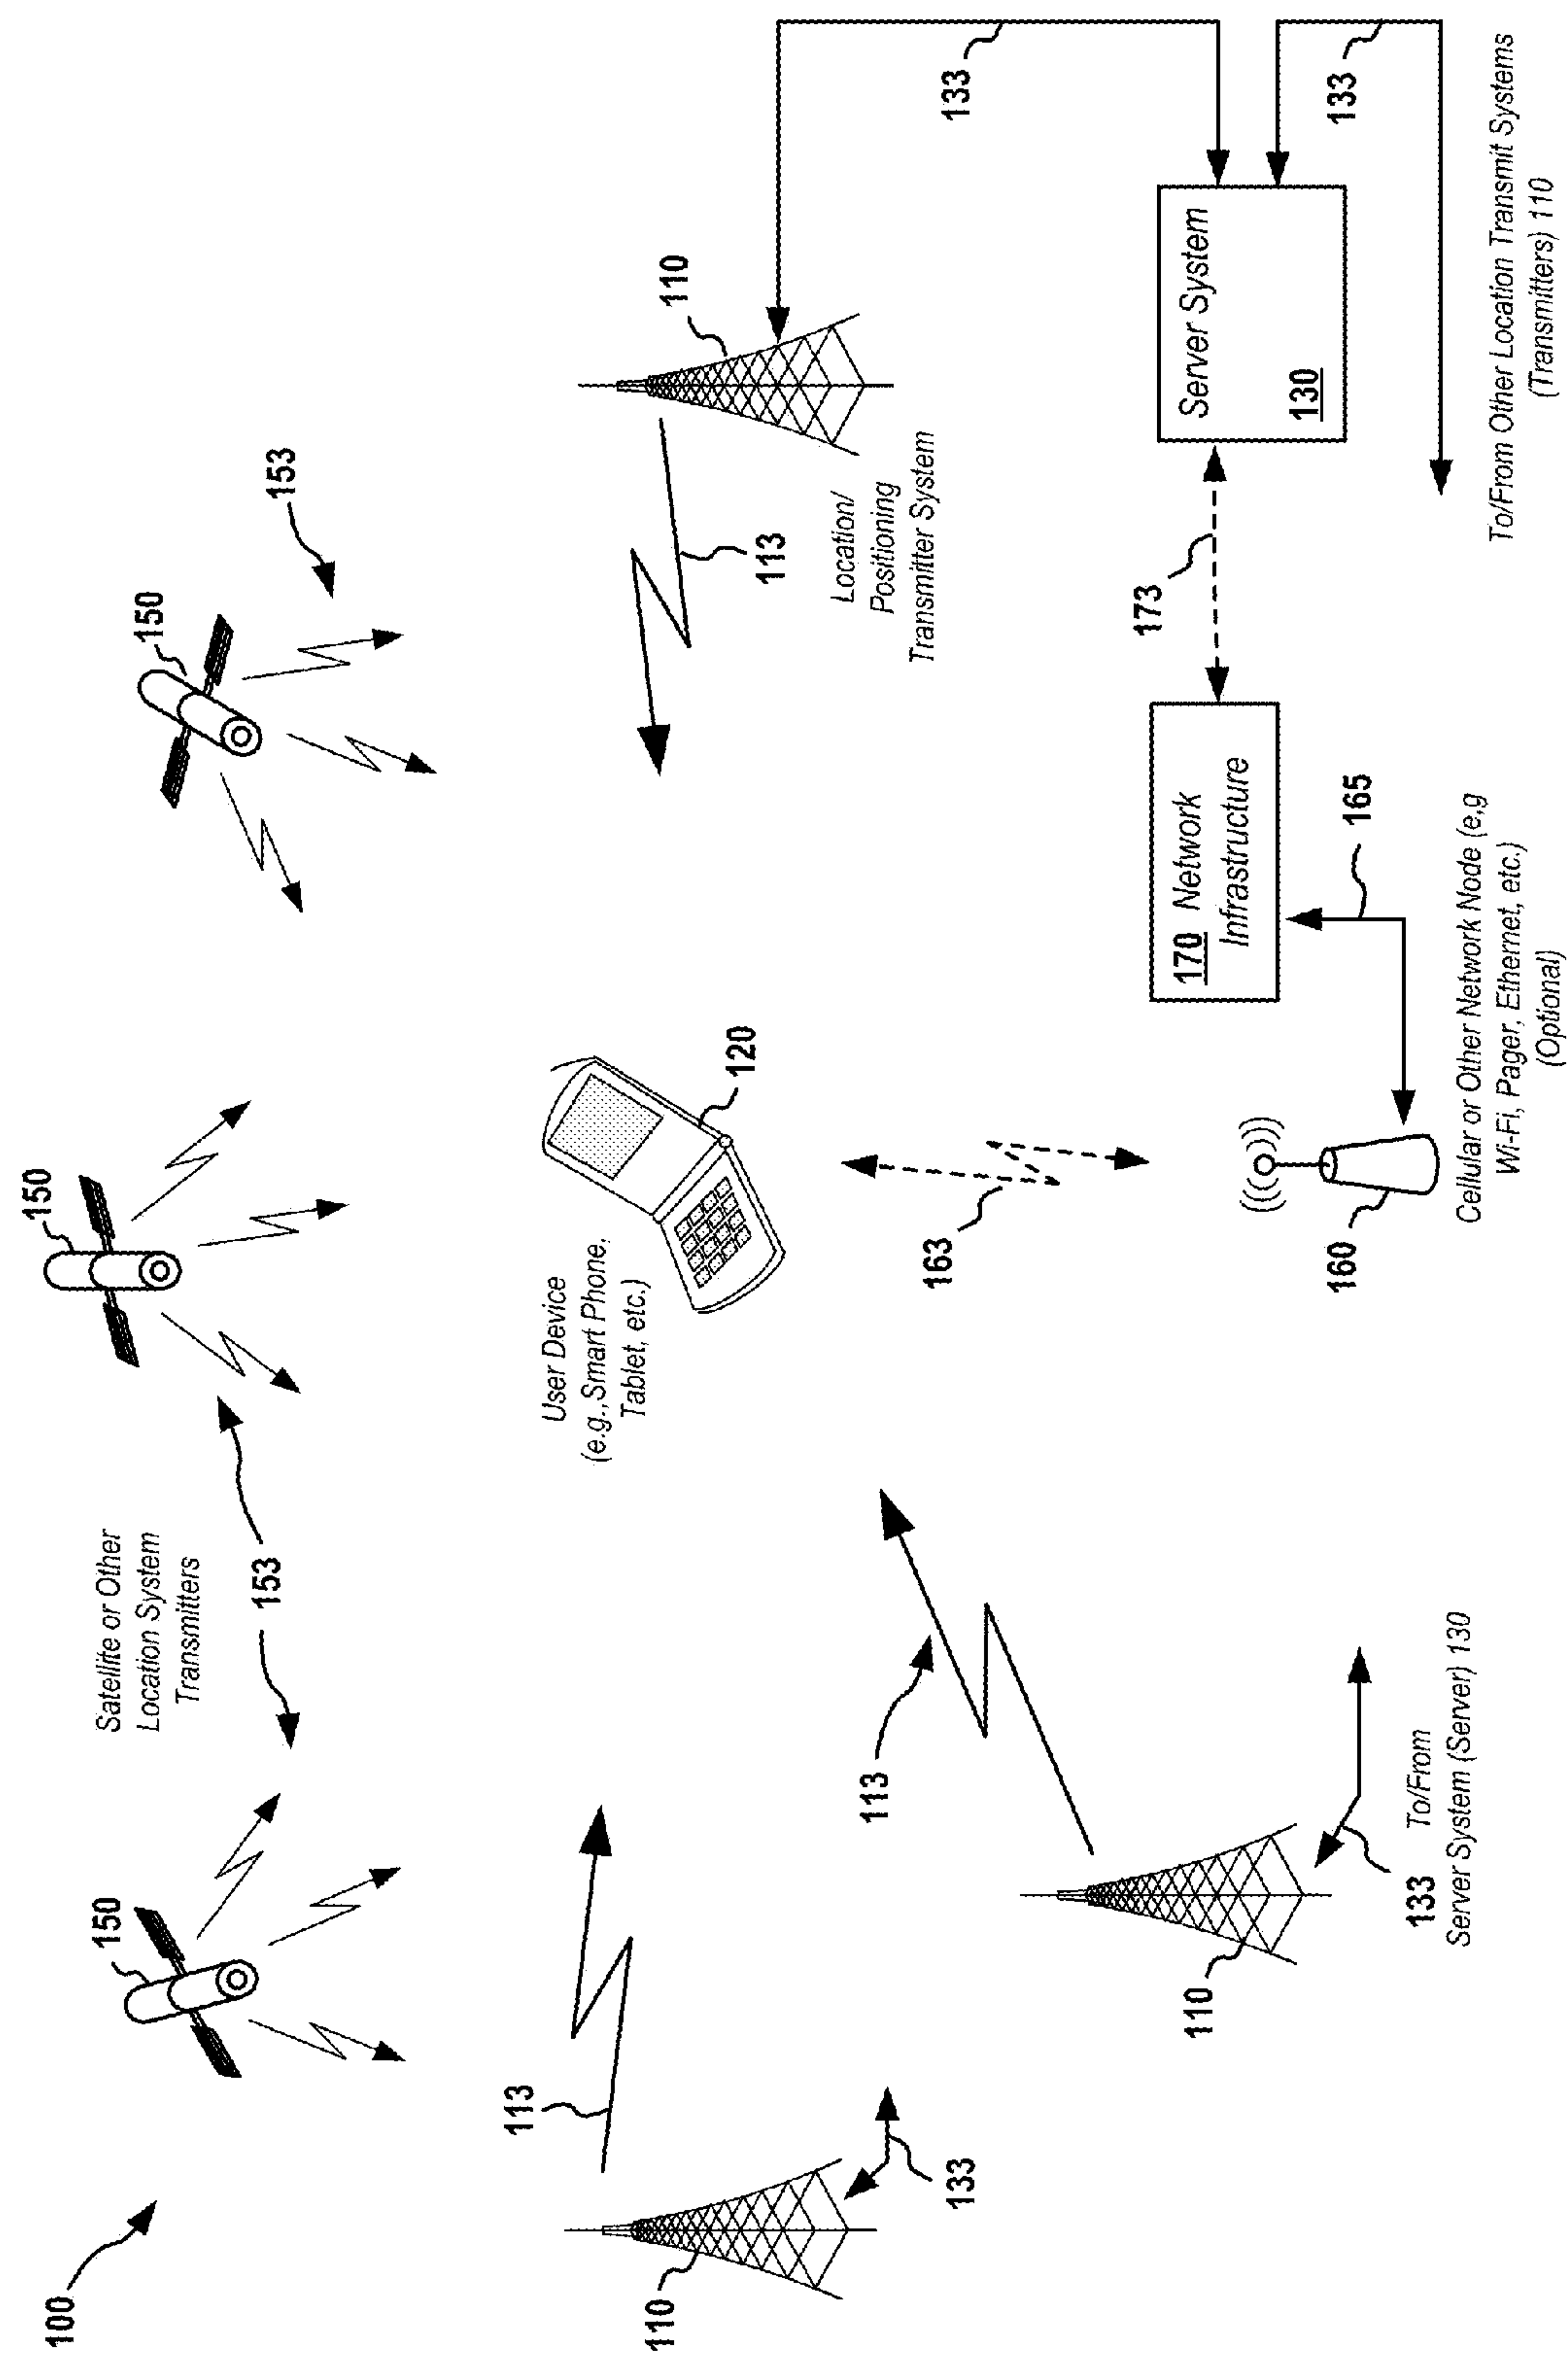 100
150
153
Satellite or Other
Location System
Transmitters
150
150
153
113
110
133
User Device
(e.g.,Smart Phone,
Tablet, etc.)
120
113
110
Location/
Positioning
Transmitter System
133
113
110
133
To/From
Server System (Server) 130
163
160
Cellular or Other Network Node (e,g
Wi-Fi, Pager, Ethernet, etc.)
(Optional)
165
170 Network
Infrastructure
173
Server System
130
133
To/From Other Location Transmit Systems
(Transmitters) 110